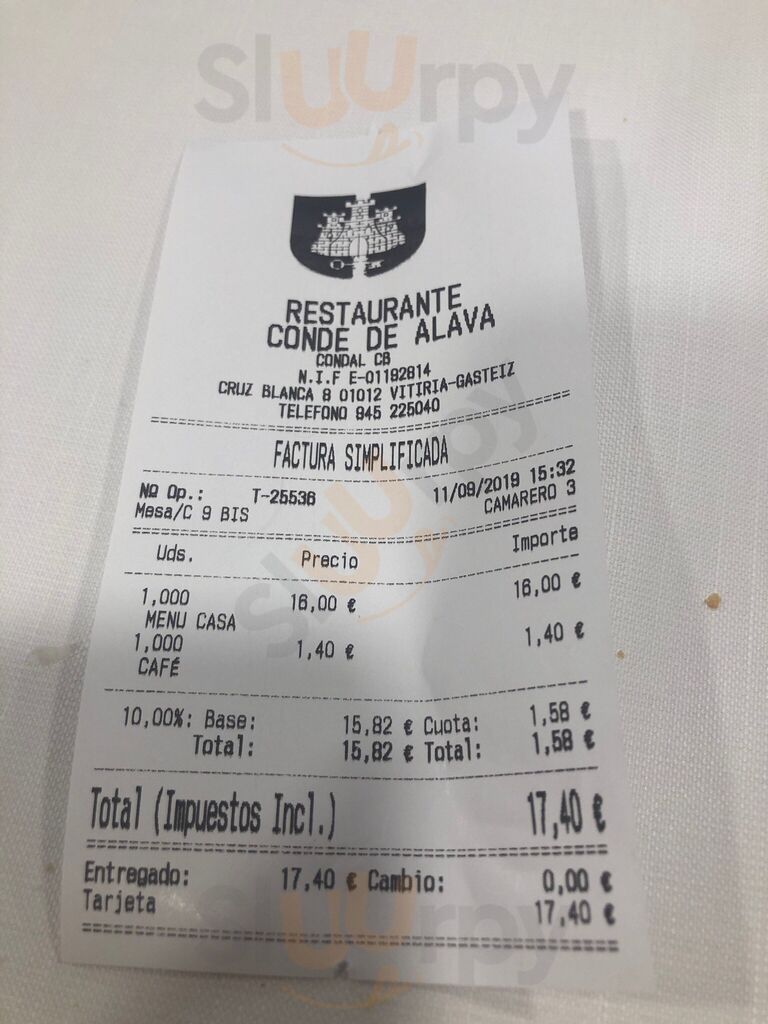 Sluurpy
RESTAURANTE
CONDE DE ALAVA
CONDAL CB
N.I.F E-01182814
CRUZ BLANCA 8 01012 VITIRIA-GASTEIZ
TELEFONO 945 225040
FACTURA SIMPLIFICADA
Nº Op.: T-25536 11/09/2019 15:32
Mesa/C 9 BIS CAMARERO 3
Uds. Precio Importe
1,000 16,00 € 16,00 €
MENU CASA
1,000 1,40 € 1,40 €
CAFÉ
10,00%: Base: 15,82 € Cuota: 1,58 €
Total: 15,82 € Total: 1,58 €
Total (Impuestos Incl.) 17,40 €
Entregado: 17,40 € Cambio: 0,00 €
Tarjeta 17,40 €
Sluurpy
Sluurpy